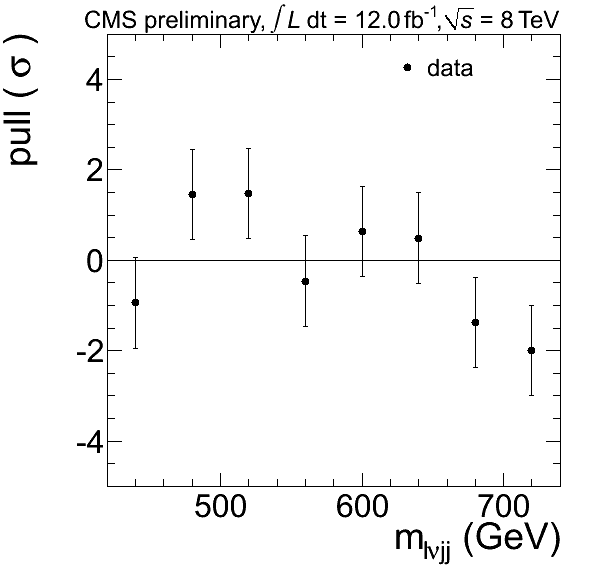 CMS preliminary, ∫ L dt = 12.0 fb⁻¹, √s = 8 TeV
pull ( σ )
data
4
2
0
-2
-4
500 600 700
m_lνjj (GeV)